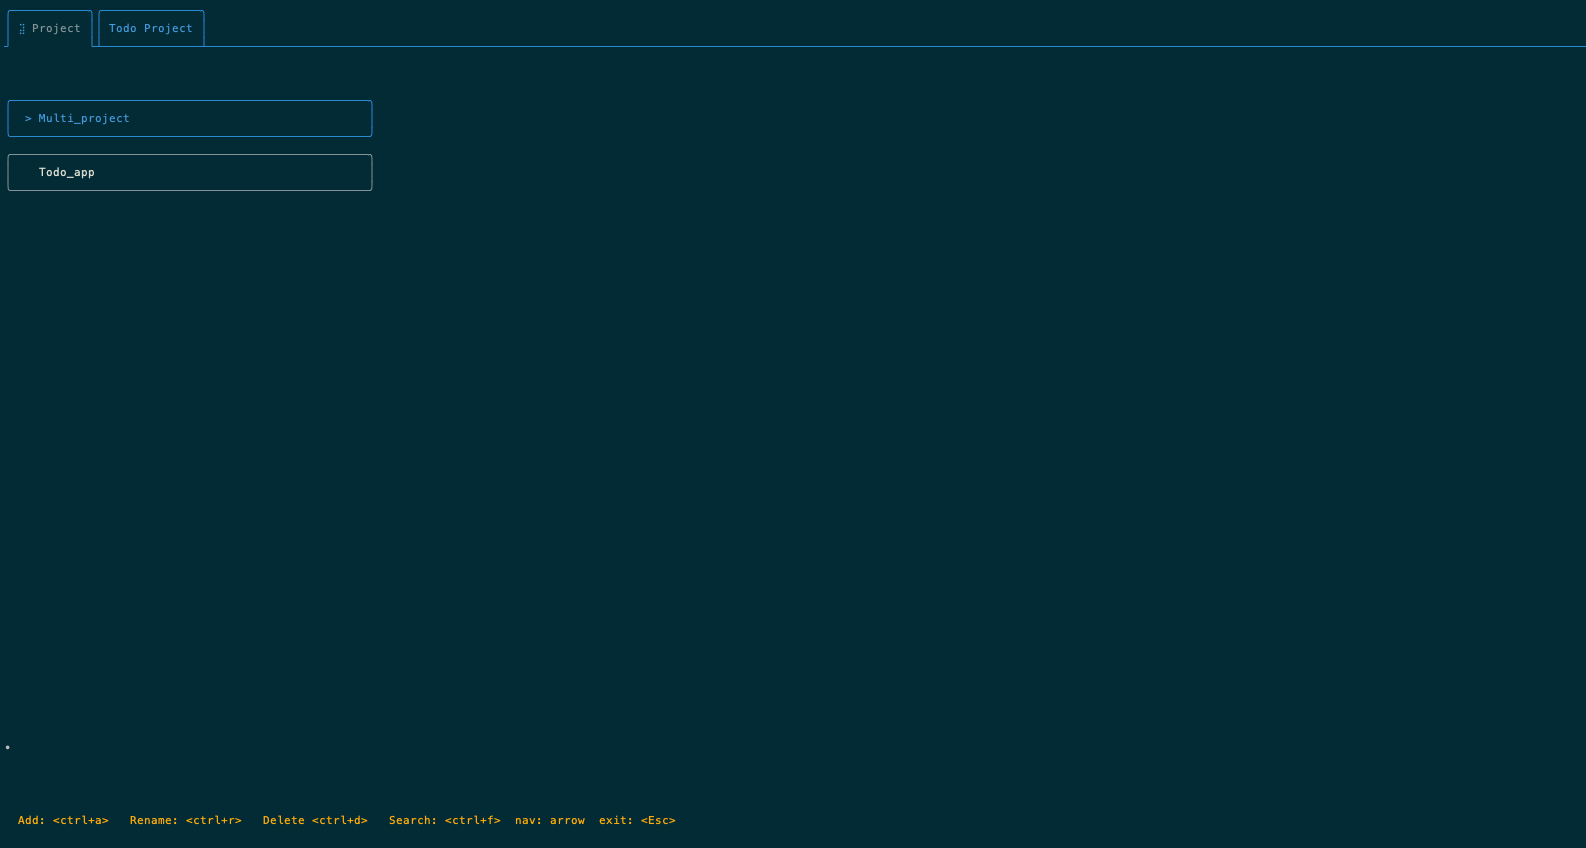 ⣽ Project Todo Project
> Multi_project
Todo_app
•
Add: <ctrl+a> Rename: <ctrl+r> Delete <ctrl+d> Search: <ctrl+f> nav: arrow exit: <Esc>